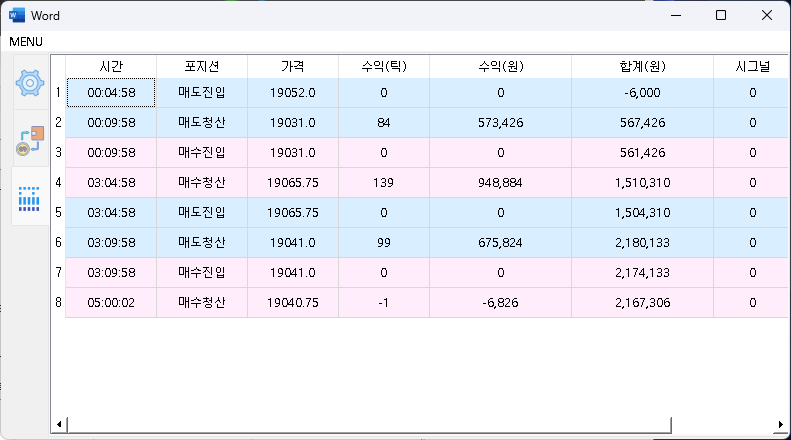 Word
MENU
시간 포지션 가격 수익(틱) 수익(원) 합계(원) 시그널
1 00:04:58 매도진입 19052.0 0 0 -6,000 0
2 00:09:58 매도청산 19031.0 84 573,426 567,426 0
3 00:09:58 매수진입 19031.0 0 0 561,426 0
4 03:04:58 매수청산 19065.75 139 948,884 1,510,310 0
5 03:04:58 매도진입 19065.75 0 0 1,504,310 0
6 03:09:58 매도청산 19041.0 99 675,824 2,180,133 0
7 03:09:58 매수진입 19041.0 0 0 2,174,133 0
8 05:00:02 매수청산 19040.75 -1 -6,826 2,167,306 0